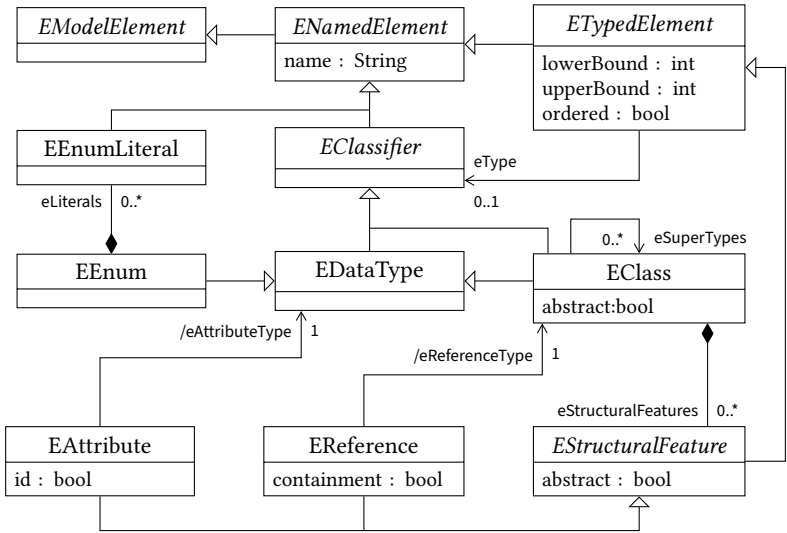 EModelElement
ENamedElement
name : String
ETypedElement
lowerBound : int
upperBound : int
ordered : bool
EEnumLiteral
EClassifier
eType
0..1
eLiterals
0..*
0..*
eSuperTypes
EEnum
EDataType
EClass
abstract:bool
/eAttributeType
1
/eReferenceType
1
eStructuralFeatures
0..*
EAttribute
id : bool
EReference
containment : bool
EStructuralFeature
abstract : bool